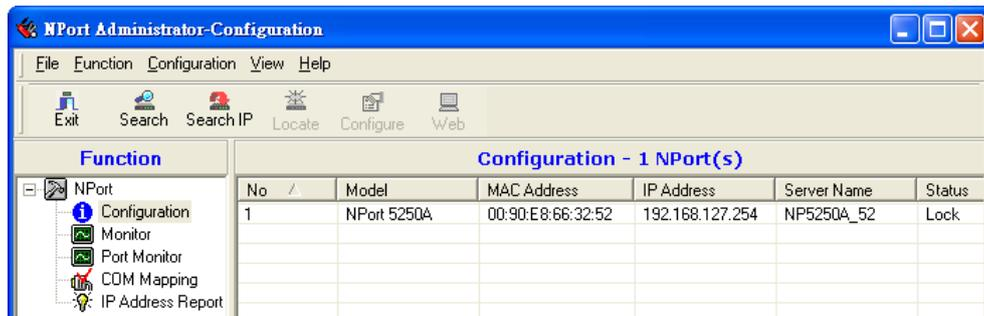 NPort Administrator-Configuration
File Function Configuration View Help
Exit Search Search IP Locate Configure Web
Function
Configuration - 1 NPort(s)
NPort
Configuration
Monitor
Port Monitor
COM Mapping
IP Address Report
No Model MAC Address IP Address Server Name Status
1 NPort 5250A 00:90:E8:66:32:52 192.168.127.254 NP5250A_52 Lock